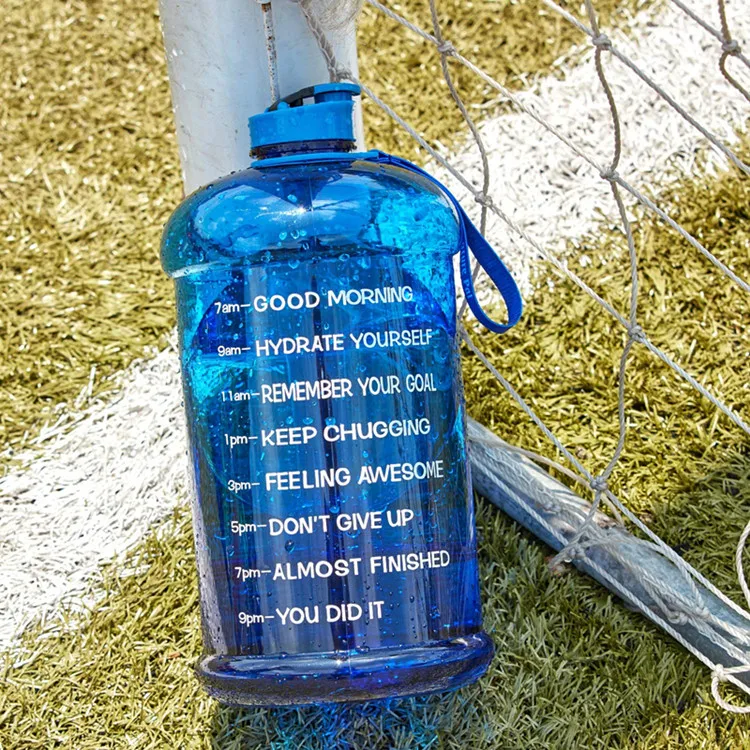 7am—GOOD MORNING
9am—HYDRATE YOURSELF
11am—REMEMBER YOUR GOAL
1pm—KEEP CHUGGING
3pm—FEELING AWESOME
5pm—DON'T GIVE UP
7pm—ALMOST FINISHED
9pm—YOU DID IT